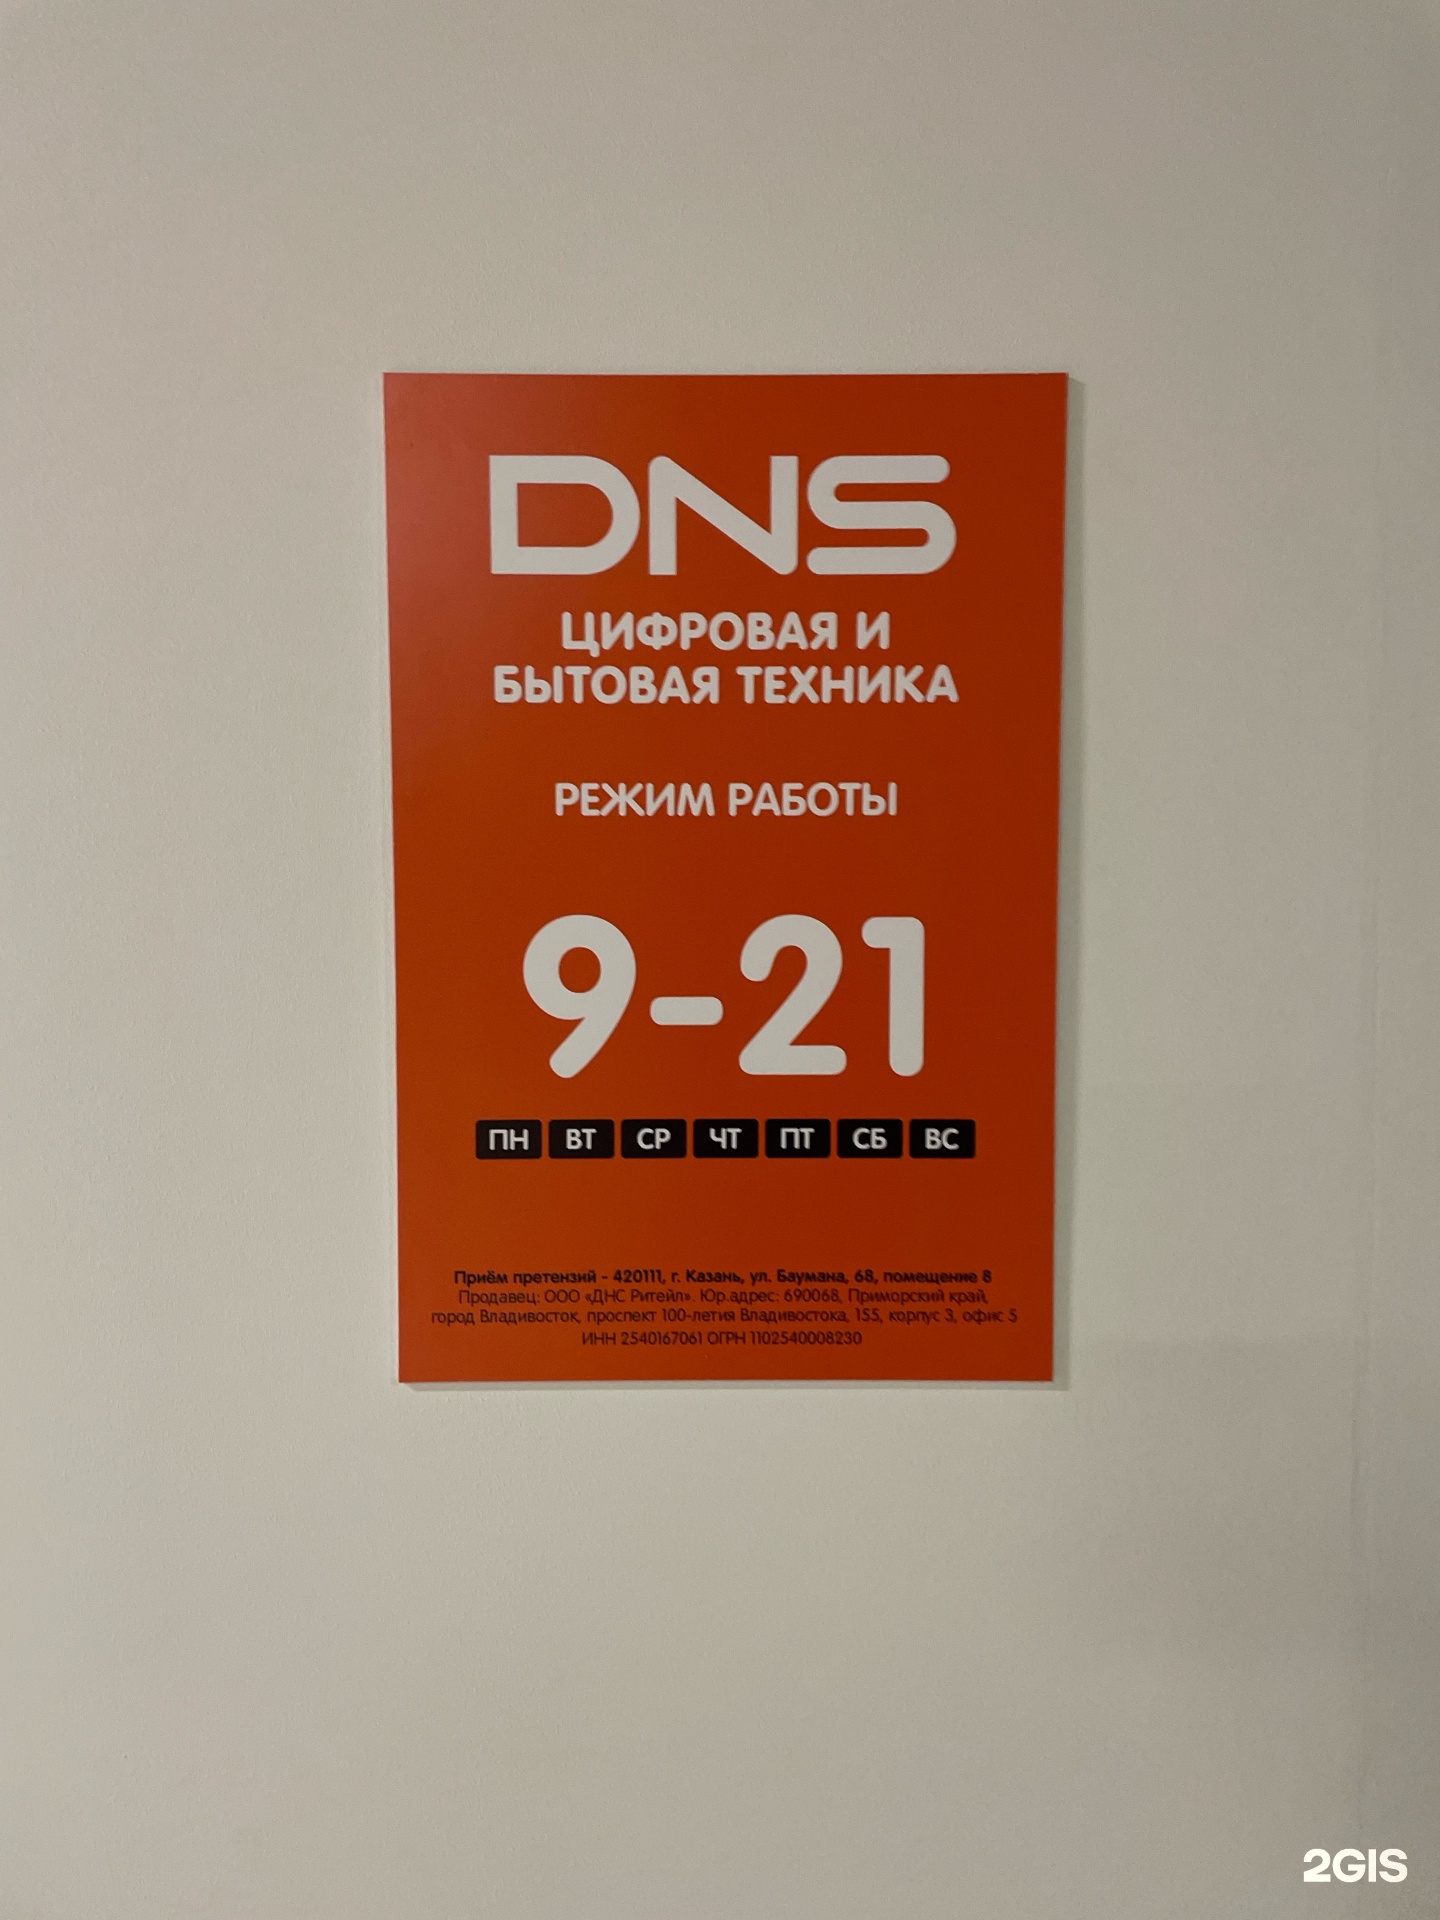 DNS
ЦИФРОВАЯ И
БЫТОВАЯ ТЕХНИКА
РЕЖИМ РАБОТЫ
9-21
ПН ВТ СР ЧТ ПТ СБ ВС
Приём претензий - 420111, г. Казань, ул. Баумана, 68, помещение 8
Продавец: ООО «ДНС Ритейл». Юр.адрес: 690068, Приморский край,
город Владивосток, проспект 100-летия Владивостока, 155, корпус 3, офис 5
ИНН 2540167061 ОГРН 1102540008230
2GIS